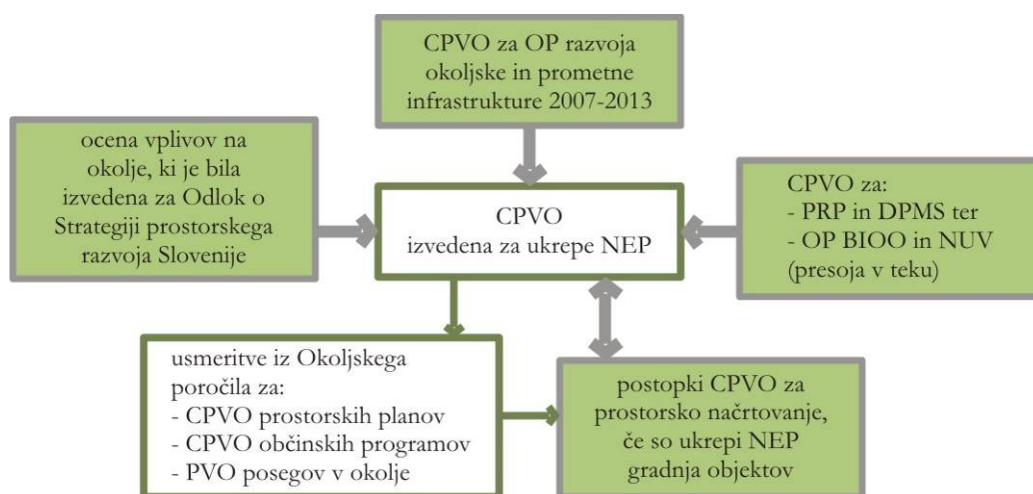 CPVO za OP razvoja
okoljske in prometne
infrastrukture 2007-2013
ocena vplivov na
okolje, ki je bila
izvedena za Odlok o
Strategiji prostorskega
razvoja Slovenije
CPVO
izvedena za ukrepe NEP
CPVO za:
- PRP in DPMS ter
- OP BIOO in NUV
(presoja v teku)
usmeritve iz Okoljskega
poročila za:
- CPVO prostorskih planov
- CPVO občinskih programov
- PVO posegov v okolje
postopki CPVO za
prostorsko načrtovanje,
če so ukrepi NEP
gradnja objektov